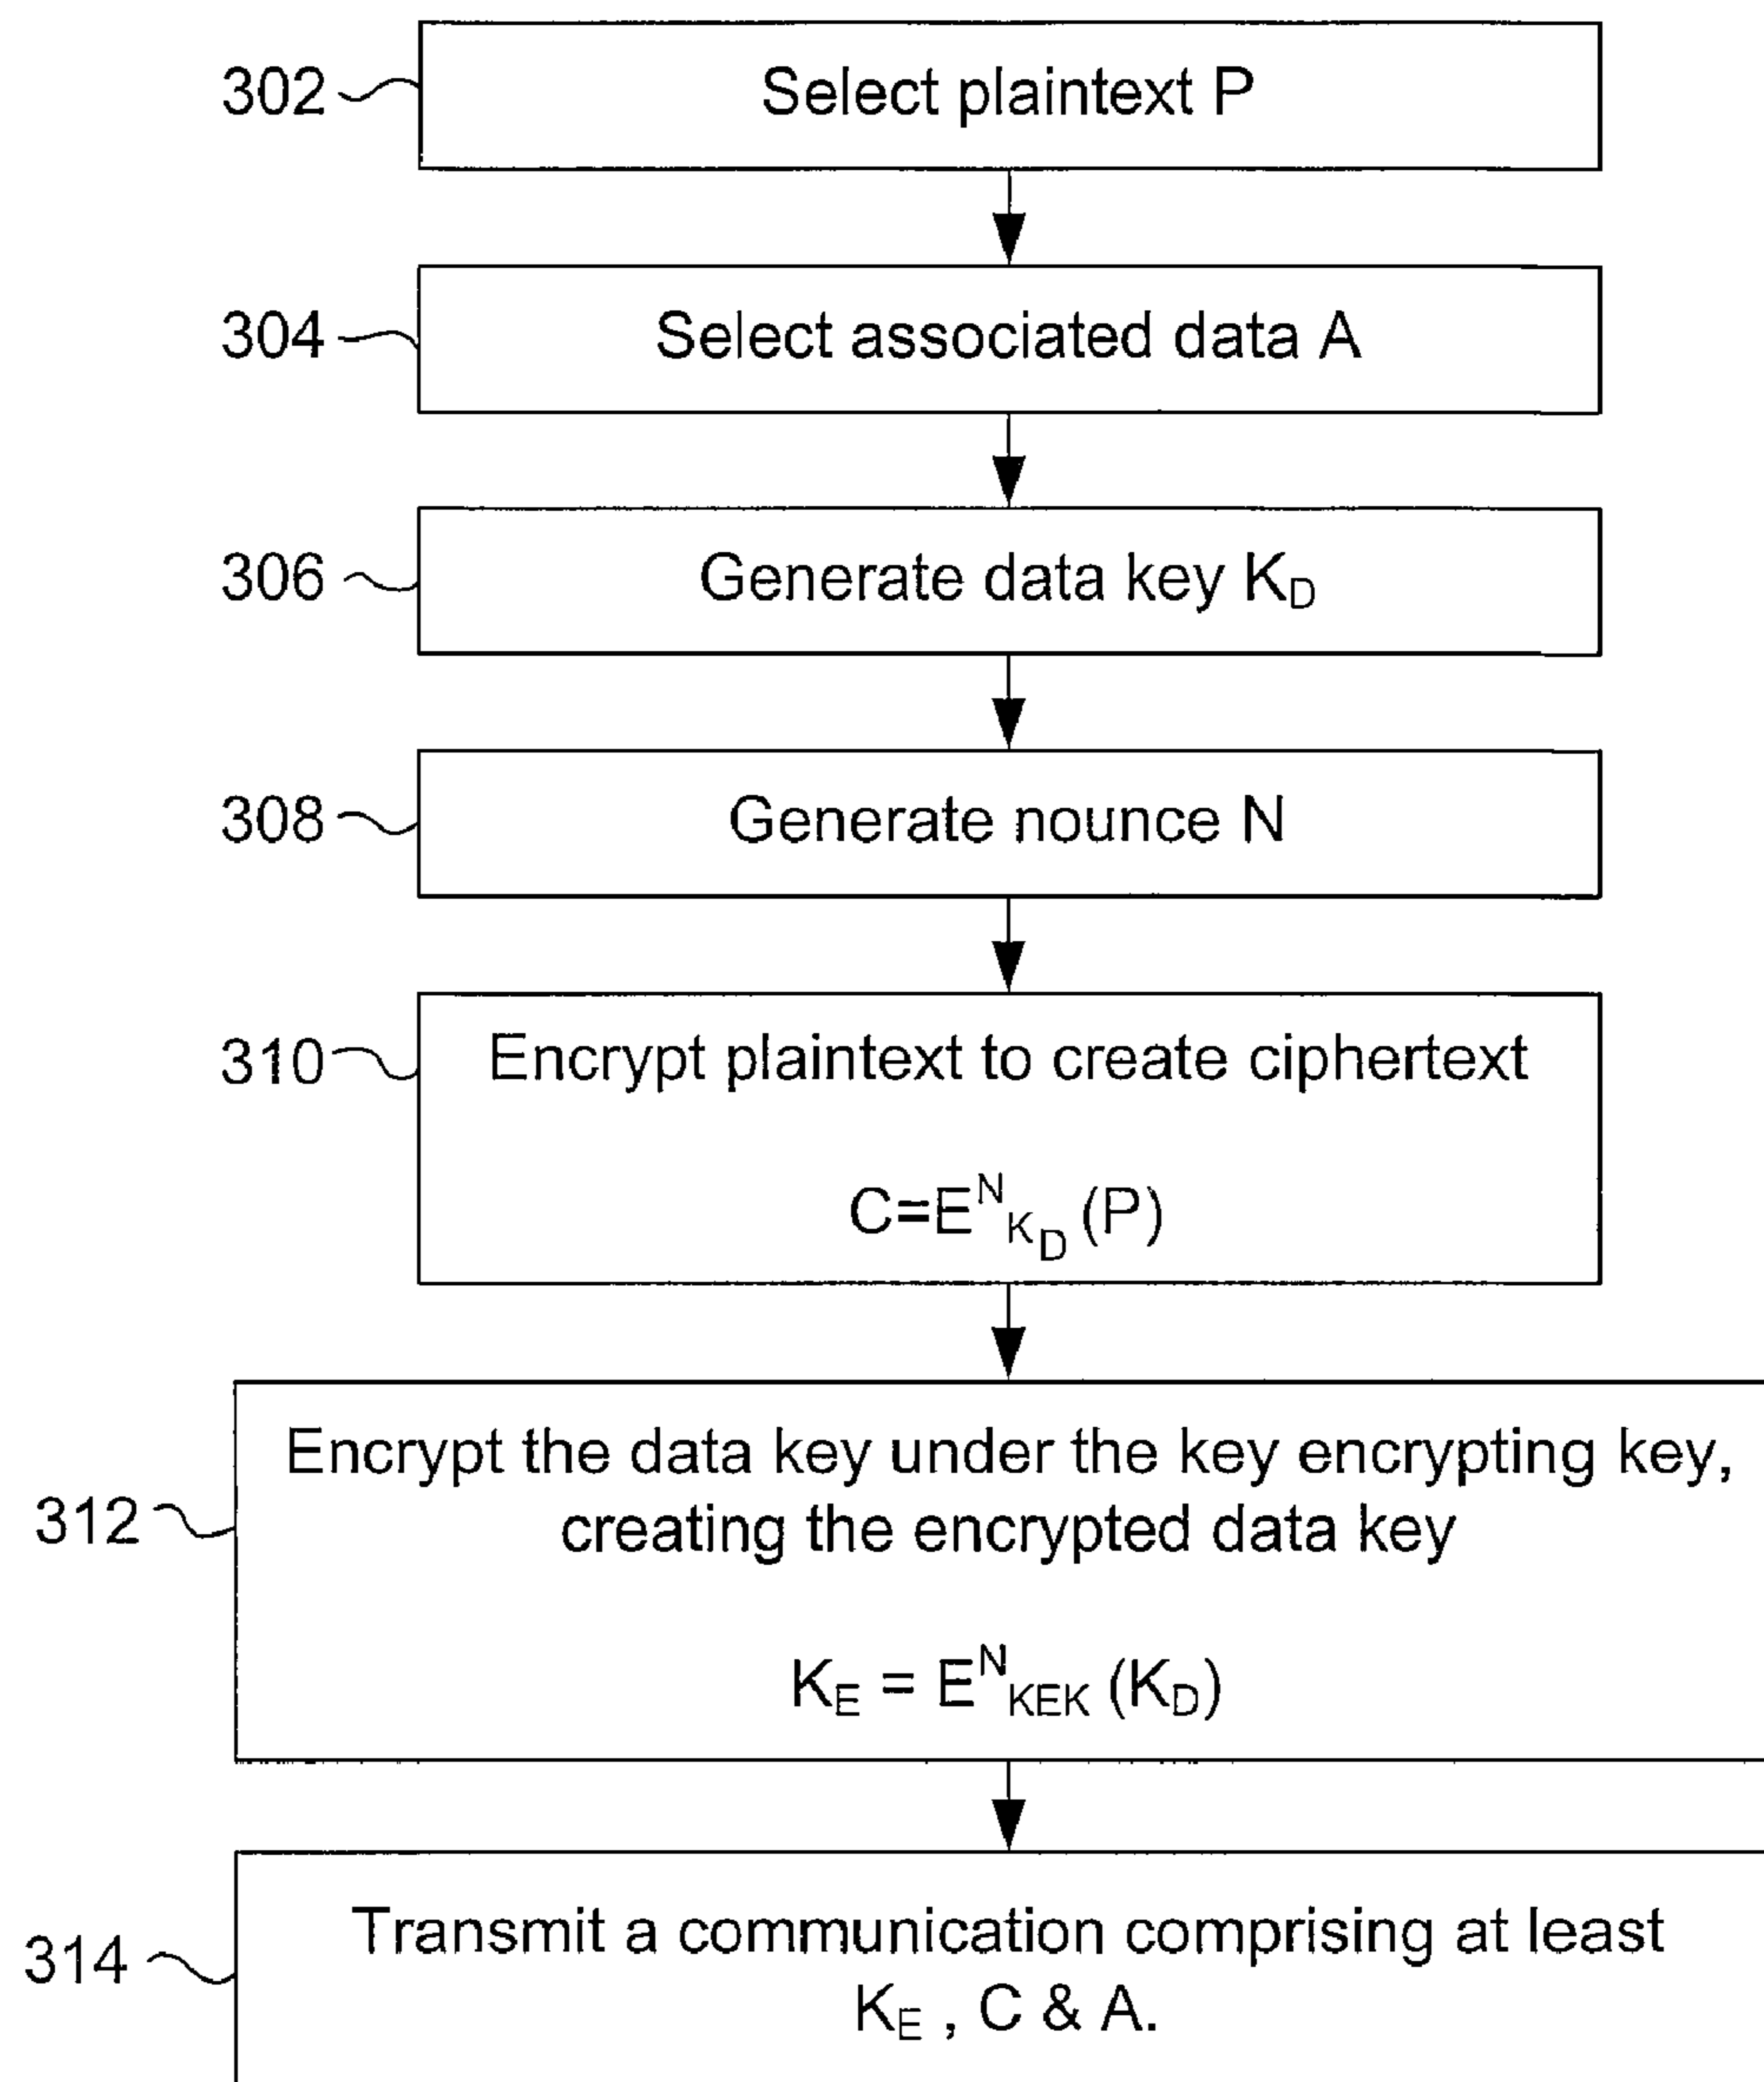 302 Select plaintext P
304 Select associated data A
306 Generate data key K_D
308 Generate nounce N
310 Encrypt plaintext to create ciphertext
C=E^N_K_D (P)
312 Encrypt the data key under the key encrypting key,
creating the encrypted data key
K_E = E^N_KEK (K_D)
314 Transmit a communication comprising at least
K_E , C & A.